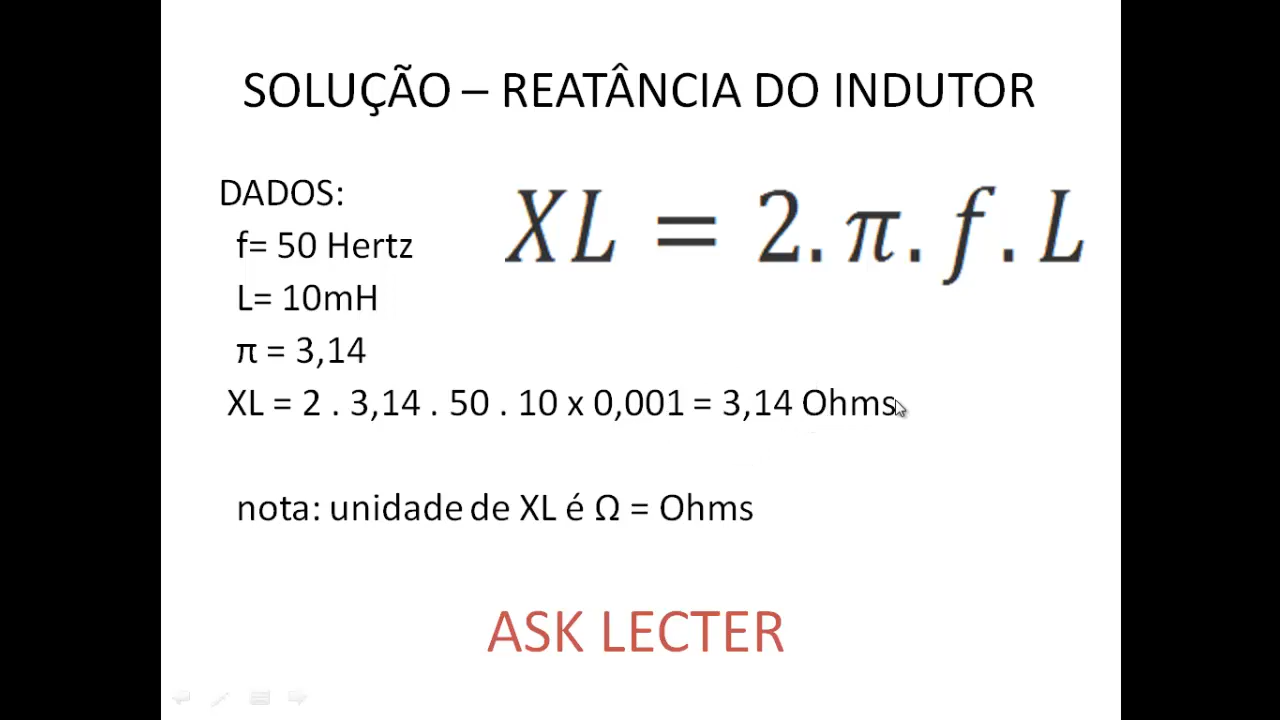 SOLUÇÃO – REATÂNCIA DO INDUTOR
DADOS:
f= 50 Hertz
L= 10mH
π = 3,14
XL = 2.π.f.L
XL = 2 . 3,14 . 50 . 10 x 0,001 = 3,14 Ohms
nota: unidade de XL é Ω = Ohms
ASK LECTER